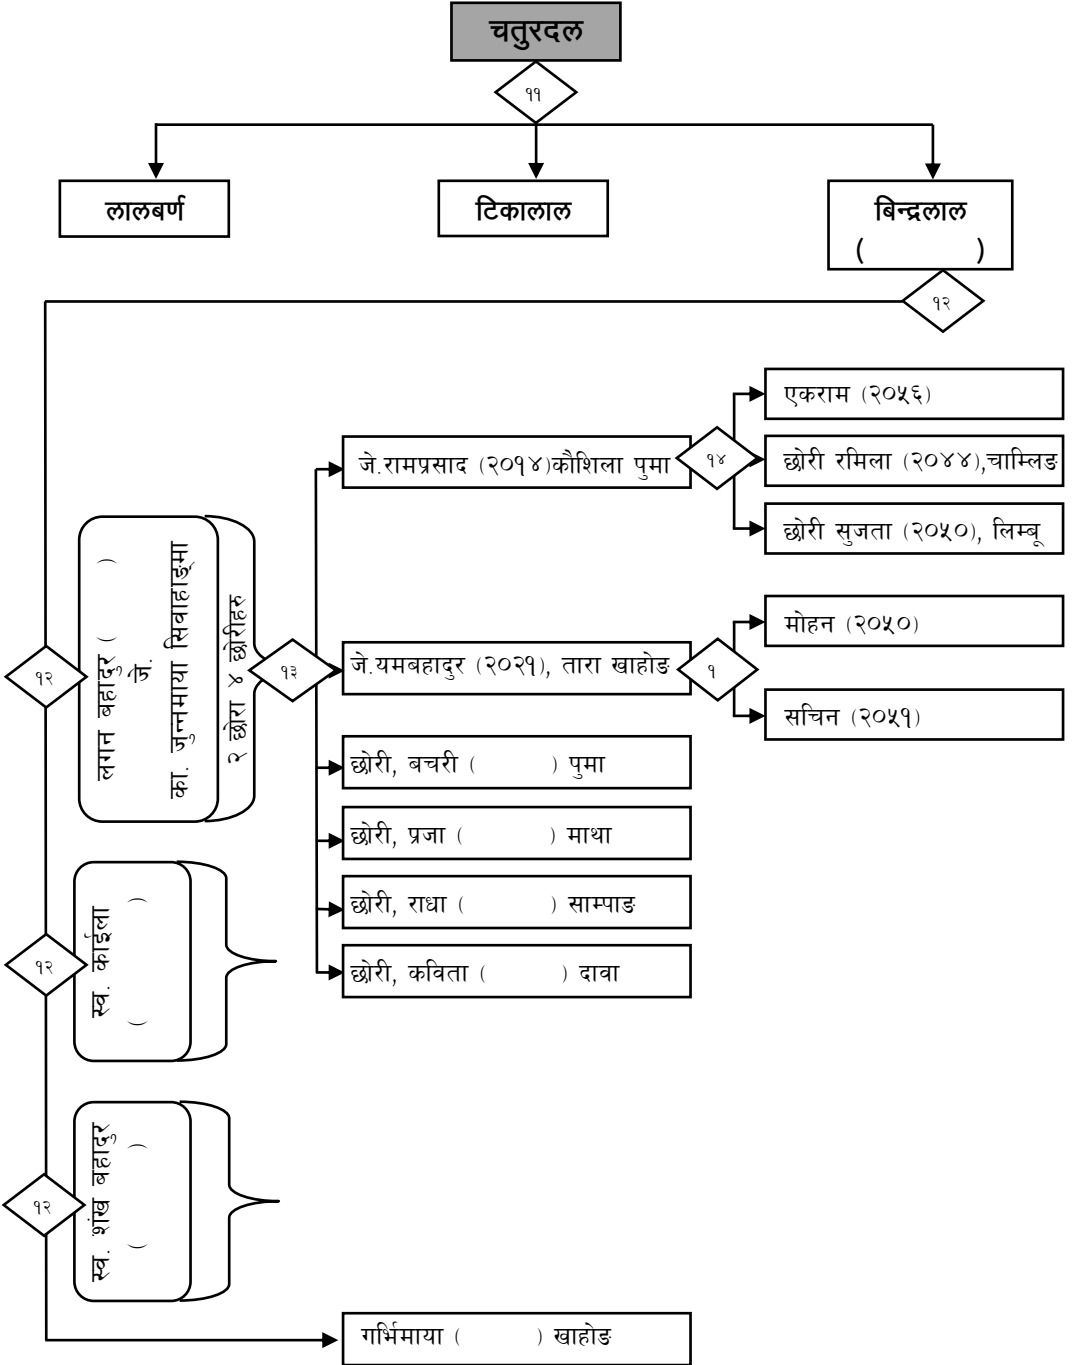 चतुरदल
११
लालबर्ण
टिकालाल
बिन्द्रलाल
( )
१२
एकराम (२०५६)
जे.रामप्रसाद (२०१४)कौशिला पुमा
१४
छोरी रमिला (२०४४),चाम्लिङ
छोरी सुजता (२०५०), लिम्बू
१२
लगन बहादुर ( )
जे.
का. जुन्नमाया सिवाहाङमा
२ छोरा ४ छोरीहरु
१३
मोहन (२०५०)
जे.यमबहादुर (२०२१), तारा खाहोङ
१
सचिन (२०५१)
छोरी, बचरी ( ) पुमा
छोरी, प्रजा ( ) माथा
छोरी, राधा ( ) साम्पाङ
छोरी, कविता ( ) दावा
१२
स्व. काईला
( )
१२
स्व. शंख बहादुर
( )
गर्भिमाया ( ) खाहोङ